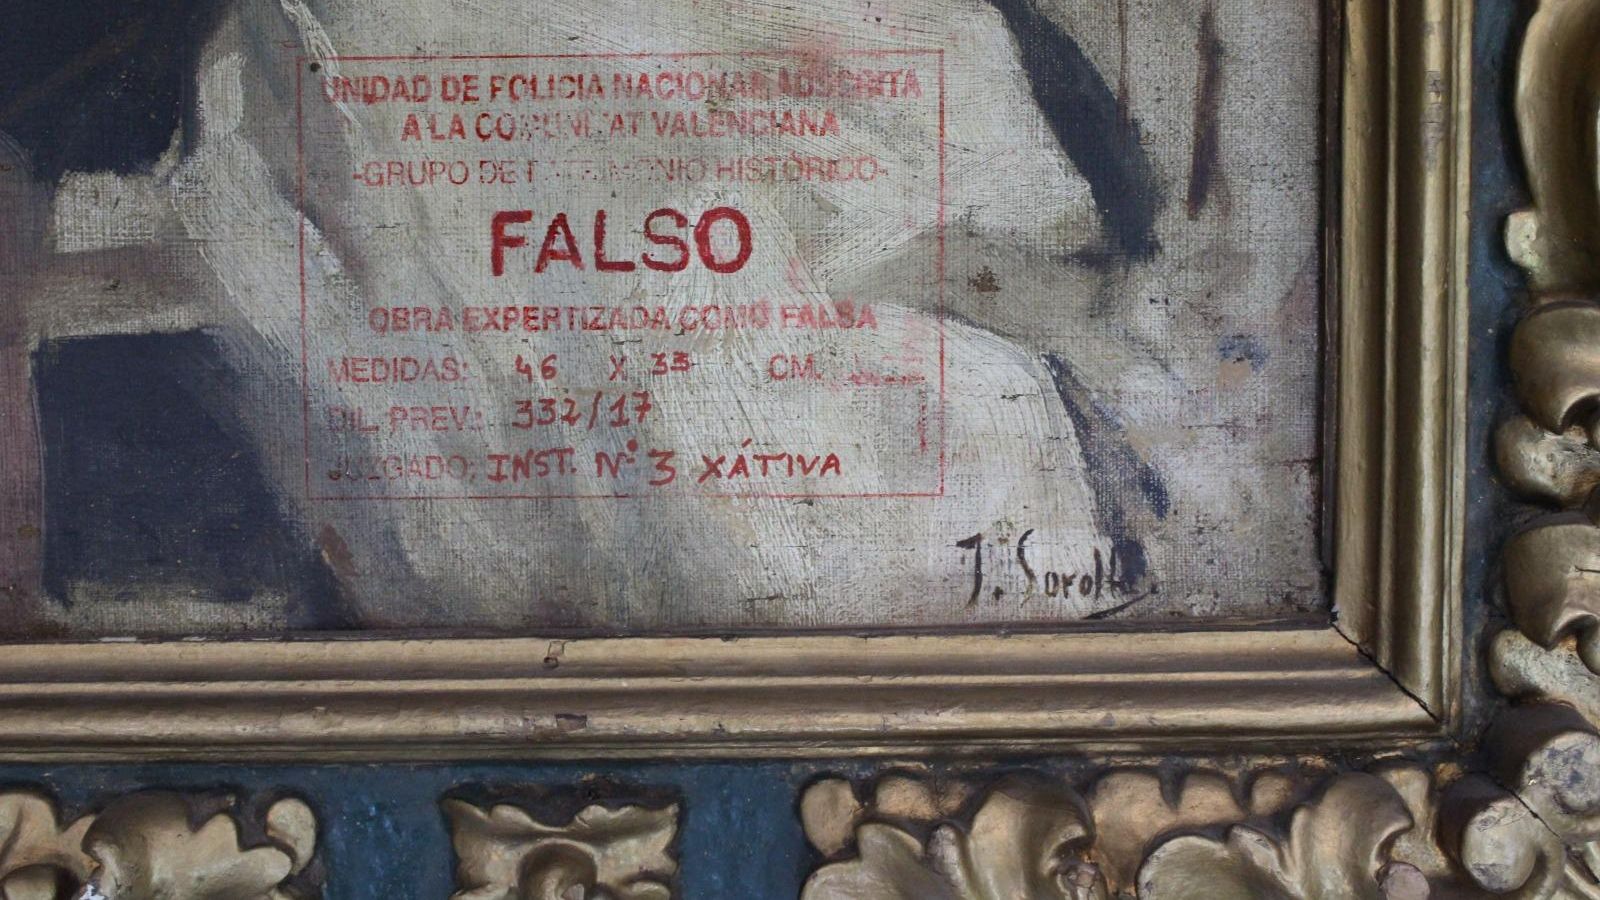 UNIDAD DE POLICIA NACIONAL ADSCRITA
A LA COMUNITAT VALENCIANA
-GRUPO DE PATRIMONIO HISTÓRICO-
FALSO
OBRA EXPERTIZADA COMO FALSA
MEDIDAS: 46 X 33 CM.
DIL. PREV.: 332/17
JUZGADO: INST. Nº 3 XÁTIVA
J. Sorolla